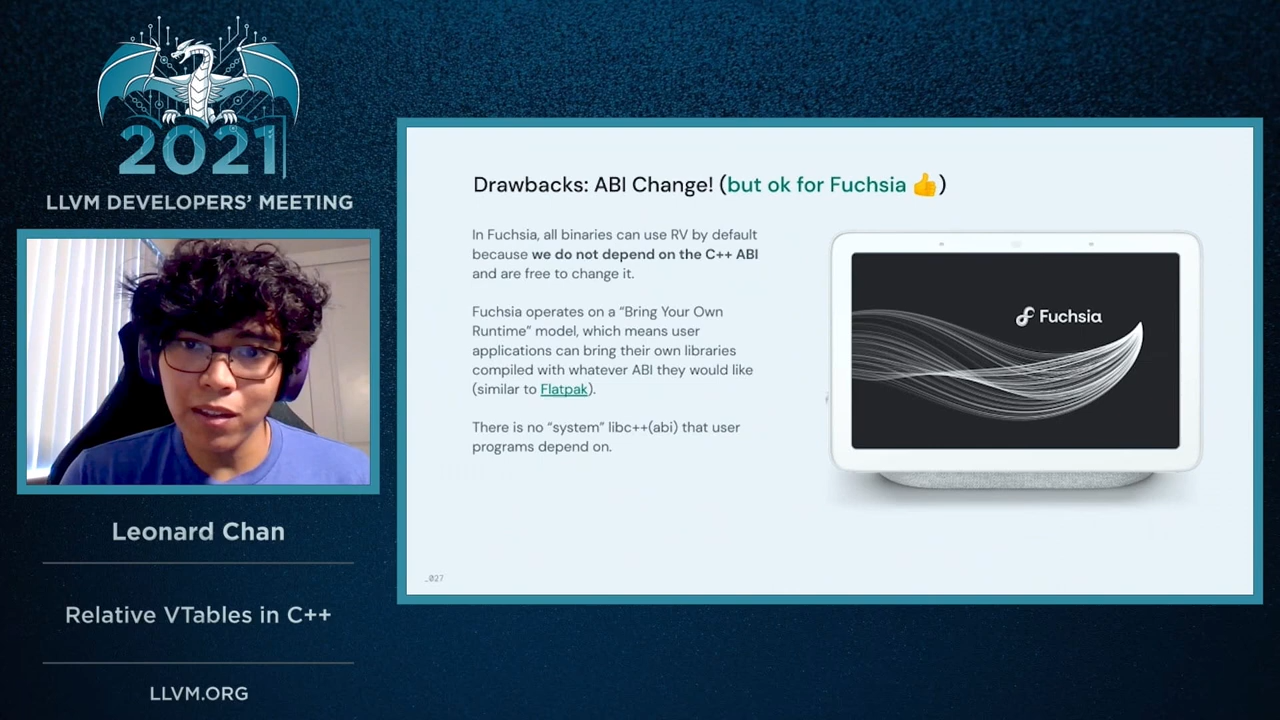 2021
LLVM DEVELOPERS' MEETING
Leonard Chan
Relative VTables in C++
LLVM.ORG
Drawbacks: ABI Change! (but ok for Fuchsia 👍)
In Fuchsia, all binaries can use RV by default
because we do not depend on the C++ ABI
and are free to change it.
Fuchsia operates on a “Bring Your Own
Runtime” model, which means user
applications can bring their own libraries
compiled with whatever ABI they would like
(similar to Flatpak).
There is no “system” libc++(abi) that user
programs depend on.
Fuchsia
_027